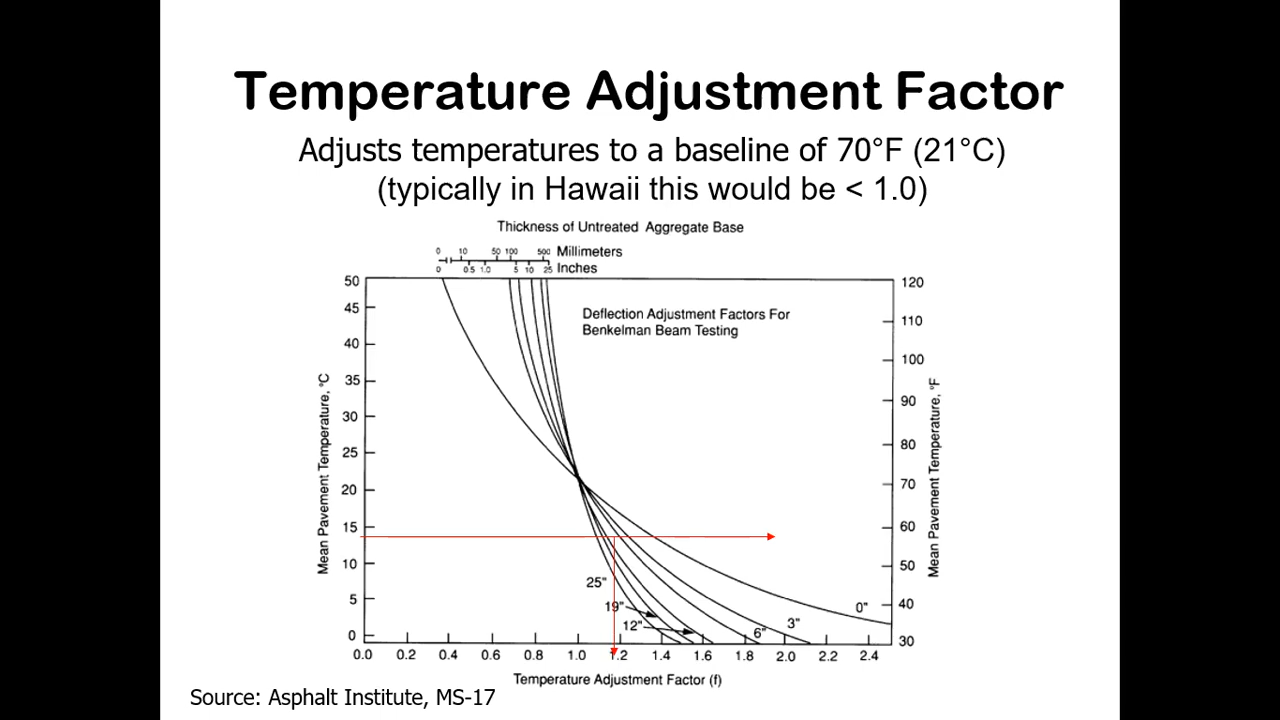 Temperature Adjustment Factor
Adjusts temperatures to a baseline of 70°F (21°C)
(typically in Hawaii this would be < 1.0)
Thickness of Untreated Aggregate Base
0 10 50 100 500 Millimeters
0 0.5 1.0 5 10 25 Inches
Deflection Adjustment Factors For
Benkelman Beam Testing
Mean Pavement Temperature, °C
50
45
40
35
30
25
20
15
10
5
0
120
110
100
90
80
70
60
50
40
30
Mean Pavement Temperature, °F
25"
19"
12"
6"
3"
0"
0.0 0.2 0.4 0.6 0.8 1.0 1.2 1.4 1.6 1.8 2.0 2.2 2.4
Temperature Adjustment Factor (f)
Source: Asphalt Institute, MS-17